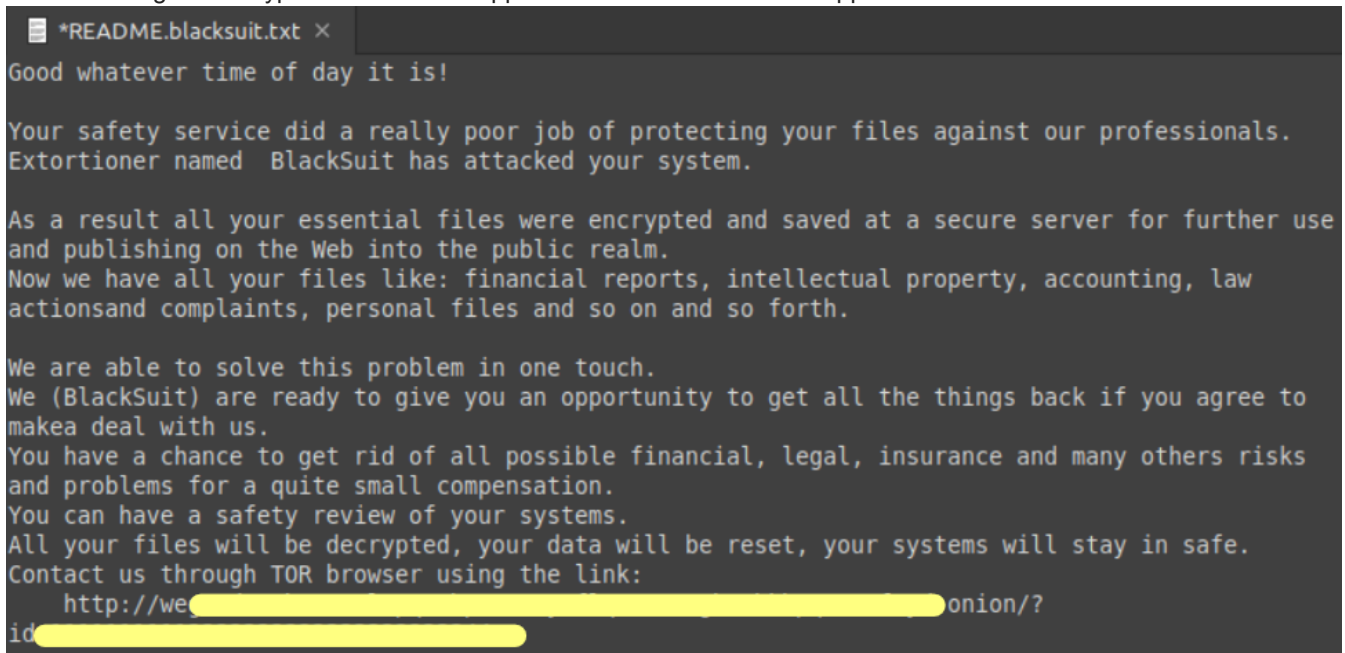 *README.blacksuit.txt ×
Good whatever time of day it is!
Your safety service did a really poor job of protecting your files against our professionals.
Extortioner named  BlackSuit has attacked your system.
As a result all your essential files were encrypted and saved at a secure server for further use
and publishing on the Web into the public realm.
Now we have all your files like: financial reports, intellectual property, accounting, law
actionsand complaints, personal files and so on and so forth.
We are able to solve this problem in one touch.
We (BlackSuit) are ready to give you an opportunity to get all the things back if you agree to
makea deal with us.
You have a chance to get rid of all possible financial, legal, insurance and many others risks
and problems for a quite small compensation.
You can have a safety review of your systems.
All your files will be decrypted, your data will be reset, your systems will stay in safe.
Contact us through TOR browser using the link:
http://we onion/?
id